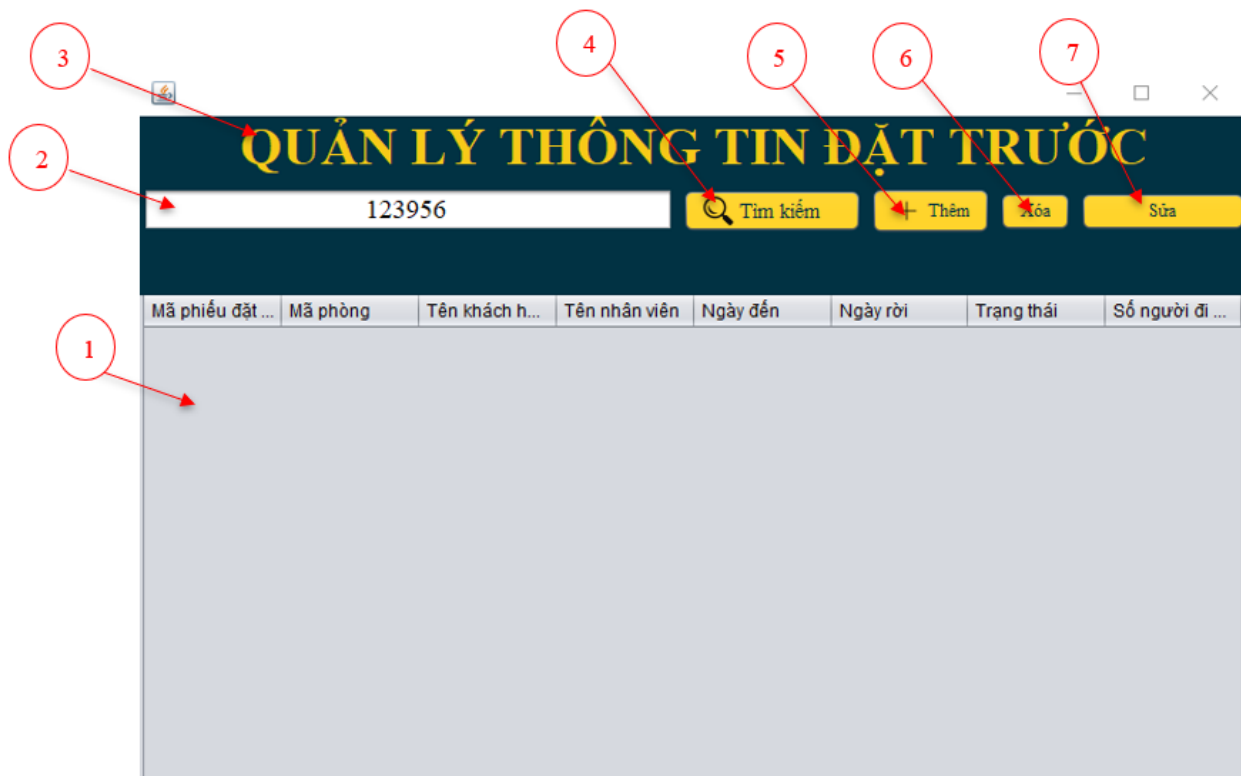 3 4 5 6 7
QUẢN LÝ THÔNG TIN ĐẶT TRƯỚC
2
123956 Tìm kiếm Thêm Xóa Sửa
Mã phiếu đặt ... Mã phòng Tên khách h... Tên nhân viên Ngày đến Ngày rời Trạng thái Số người đi ...
1